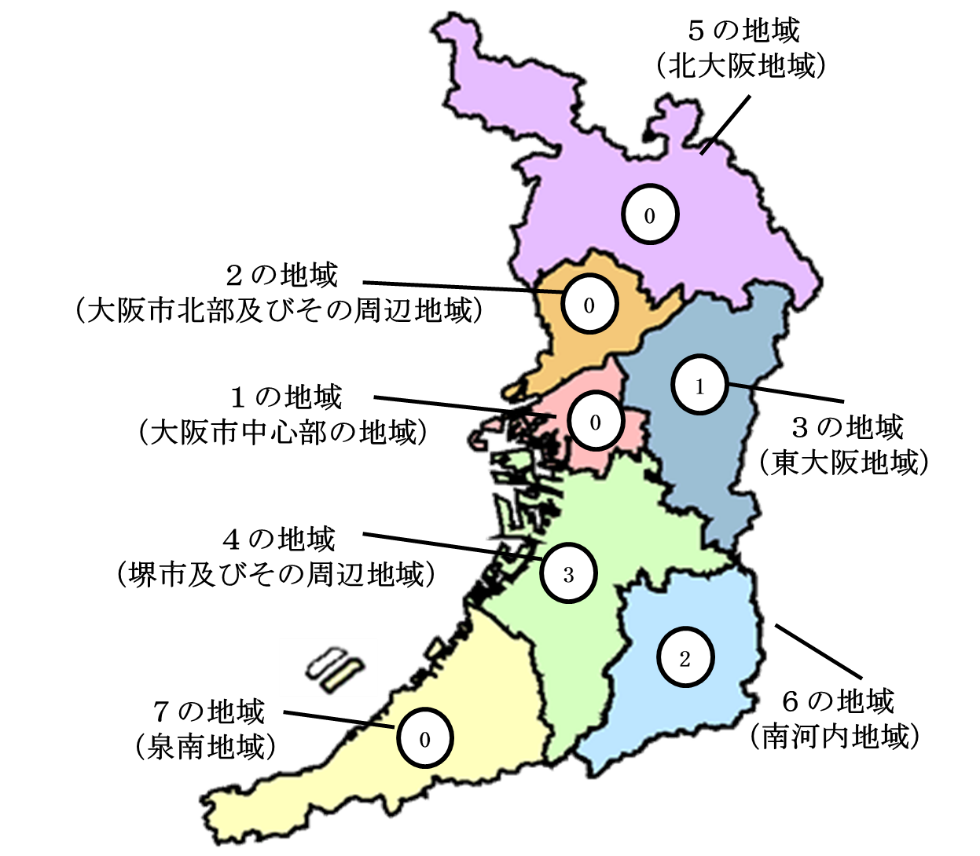 ５の地域
(北大阪地域)
0
２の地域
(大阪市北部及びその周辺地域)
0
１の地域
(大阪市中心部の地域)
0
1
３の地域
(東大阪地域)
４の地域
(堺市及びその周辺地域)
3
2
６の地域
(南河内地域)
７の地域
(泉南地域)
0